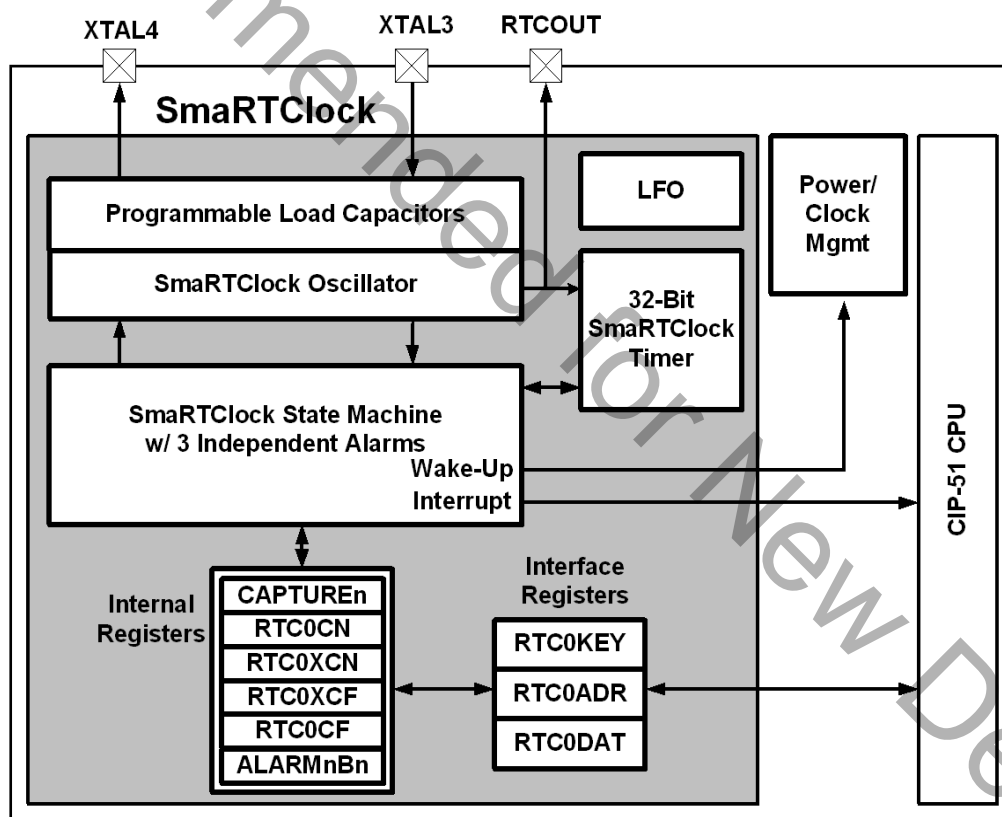 XTAL4
XTAL3
RTCOUT
SmaRTClock
Programmable Load Capacitors
SmaRTClock Oscillator
LFO
32-Bit
SmaRTClock
Timer
Power/
Clock
Mgmt
SmaRTClock State Machine
w/ 3 Independent Alarms
Wake-Up
Interrupt
CIP-51 CPU
Internal
Registers
CAPTUREn
RTC0CN
RTC0XCN
RTC0XCF
RTC0CF
ALARMnBn
Interface
Registers
RTC0KEY
RTC0ADR
RTC0DAT
for New